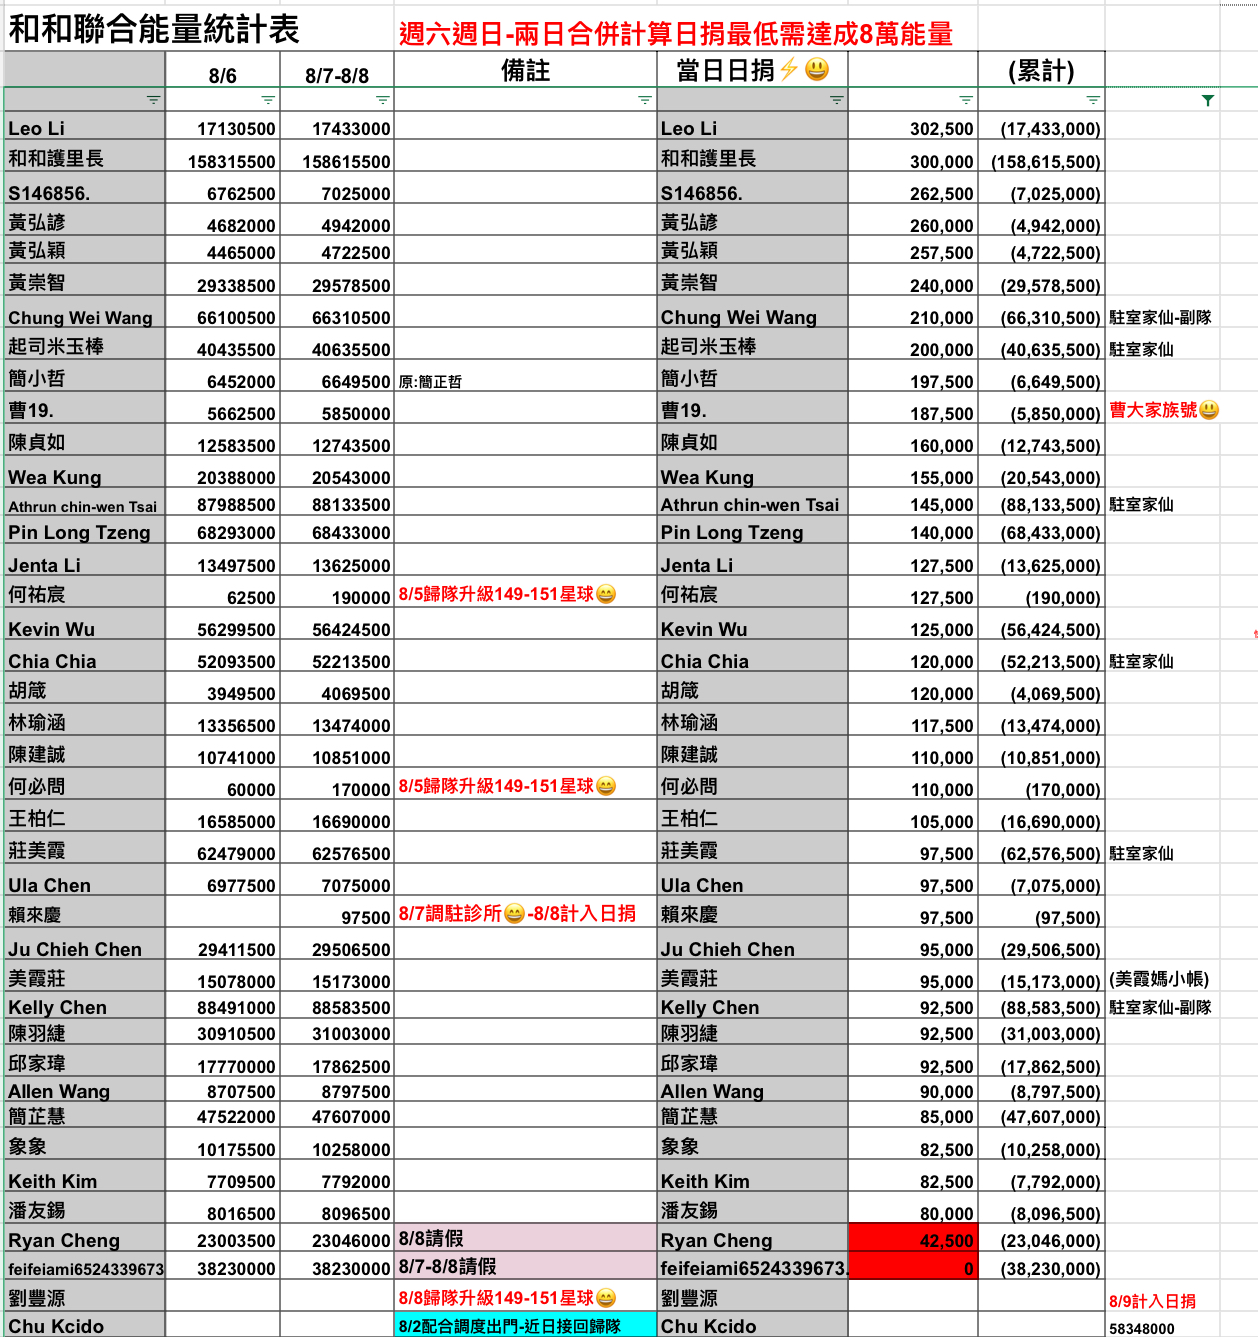 和和聯合能量統計表 週六週日-兩日合併計算日捐最低需達成8萬能量
8/6 8/7-8/8 備註 當日日捐⚡😃 (累計)
Leo Li 17130500 17433000 Leo Li 302,500 (17,433,000)
和和護里長 158315500 158615500 和和護里長 300,000 (158,615,500)
S146856. 6762500 7025000 S146856. 262,500 (7,025,000)
黃弘諺 4682000 4942000 黃弘諺 260,000 (4,942,000)
黃弘穎 4465000 4722500 黃弘穎 257,500 (4,722,500)
黃崇智 29338500 29578500 黃崇智 240,000 (29,578,500)
Chung Wei Wang 66100500 66310500 Chung Wei Wang 210,000 (66,310,500) 駐室家仙-副隊
起司米玉棒 40435500 40635500 起司米玉棒 200,000 (40,635,500) 駐室家仙
簡小哲 6452000 6649500 原:簡正哲 簡小哲 197,500 (6,649,500)
曹19. 5662500 5850000 曹19. 187,500 (5,850,000) 曹大家族號😃
陳貞如 12583500 12743500 陳貞如 160,000 (12,743,500)
Wea Kung 20388000 20543000 Wea Kung 155,000 (20,543,000)
Athrun chin-wen Tsai 87988500 88133500 Athrun chin-wen Tsai 145,000 (88,133,500) 駐室家仙
Pin Long Tzeng 68293000 68433000 Pin Long Tzeng 140,000 (68,433,000)
Jenta Li 13497500 13625000 Jenta Li 127,500 (13,625,000)
何祐宸 62500 190000 8/5歸隊升級149-151星球😄 何祐宸 127,500 (190,000)
Kevin Wu 56299500 56424500 Kevin Wu 125,000 (56,424,500)
Chia Chia 52093500 52213500 Chia Chia 120,000 (52,213,500) 駐室家仙
胡箴 3949500 4069500 胡箴 120,000 (4,069,500)
林瑜涵 13356500 13474000 林瑜涵 117,500 (13,474,000)
陳建誠 10741000 10851000 陳建誠 110,000 (10,851,000)
何必問 60000 170000 8/5歸隊升級149-151星球😄 何必問 110,000 (170,000)
王柏仁 16585000 16690000 王柏仁 105,000 (16,690,000)
莊美霞 62479000 62576500 莊美霞 97,500 (62,576,500) 駐室家仙
Ula Chen 6977500 7075000 Ula Chen 97,500 (7,075,000)
賴來慶 97500 8/7調駐診所😄-8/8計入日捐 賴來慶 97,500 (97,500)
Ju Chieh Chen 29411500 29506500 Ju Chieh Chen 95,000 (29,506,500)
美霞莊 15078000 15173000 美霞莊 95,000 (15,173,000) (美霞媽小帳)
Kelly Chen 88491000 88583500 Kelly Chen 92,500 (88,583,500) 駐室家仙-副隊
陳羽緁 30910500 31003000 陳羽緁 92,500 (31,003,000)
邱家瑋 17770000 17862500 邱家瑋 92,500 (17,862,500)
Allen Wang 8707500 8797500 Allen Wang 90,000 (8,797,500)
簡芷慧 47522000 47607000 簡芷慧 85,000 (47,607,000)
象象 10175500 10258000 象象 82,500 (10,258,000)
Keith Kim 7709500 7792000 Keith Kim 82,500 (7,792,000)
潘友錫 8016500 8096500 潘友錫 80,000 (8,096,500)
Ryan Cheng 23003500 23046000 8/8請假 Ryan Cheng 42,500 (23,046,000)
feifeiami6524339673 38230000 38230000 8/7-8/8請假 feifeiami6524339673. 0 (38,230,000)
劉豐源 8/8歸隊升級149-151星球😄 劉豐源 8/9計入日捐
Chu Kcido 8/2配合調度出門-近日接回歸隊 Chu Kcido 58348000